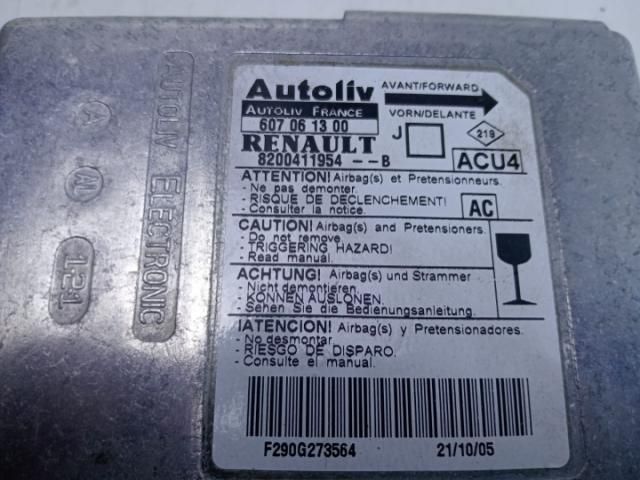 Autoliv
AVANT/FORWARD
AUTOLIV FRANCE
VORN/DELANTE
607 06 13 00
J
219
RENAULT
8200411954 --B
ACU4
ATTENTION! Airbag(s) et Pretensionneurs.
- Ne pas demonter.
- RISQUE DE DECLENCHEMENT!
- Consulter la notice.
AC
CAUTION! Airbag(s) and Pretensioners.
- Do not remove.
- TRIGGERING HAZARD!
- Read manual.
ACHTUNG! Airbag(s) und Strammer
- Nicht demontieren.
- KONNEN AUSLONEN.
- Sehen Sie die Bedienungsanleitung.
!ATENCION! Airbag(s) y Pretensionadores.
- No desmontar.
- RIESGO DE DISPARO.
- Consulte el manual.
F290G273564
21/10/05
AUTOLIV ELECTRONIC
121